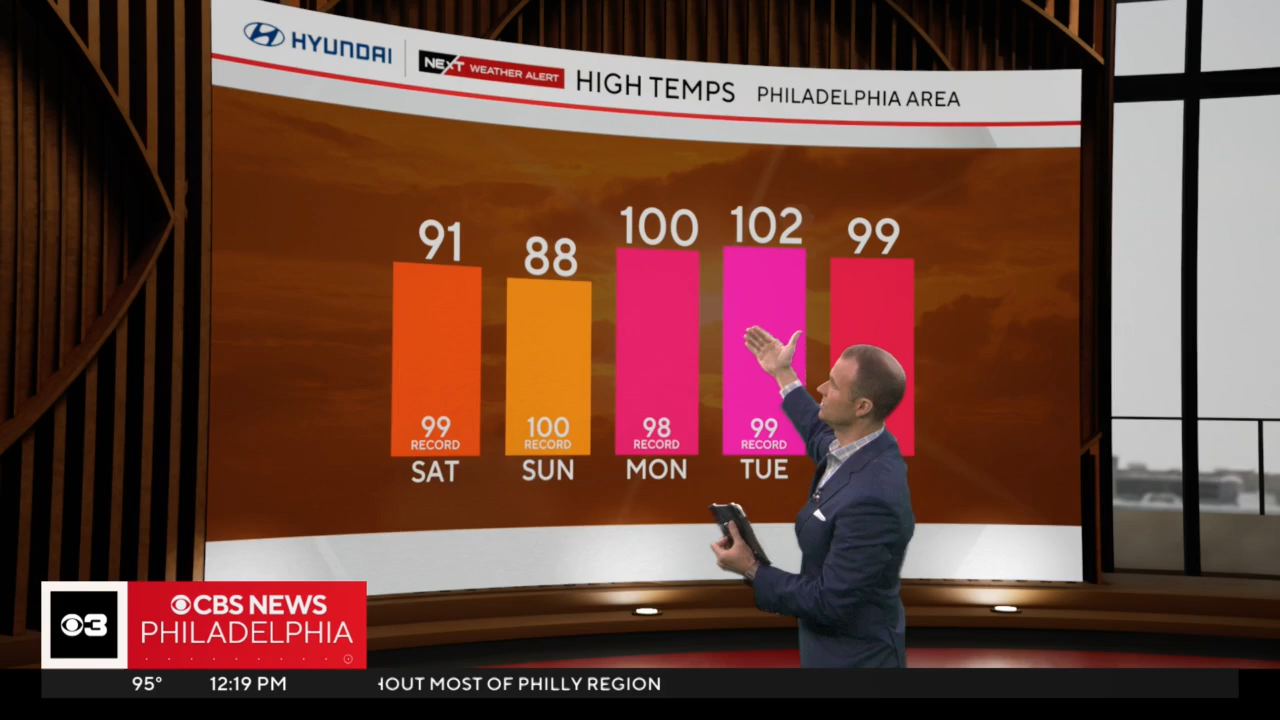 HYUNDAI
NEXT WEATHER ALERT
HIGH TEMPS
PHILADELPHIA AREA
91
88
100
102
99
99
RECORD
100
RECORD
98
RECORD
99
RECORD
SAT
SUN
MON
TUE
3
CBS NEWS
PHILADELPHIA
95°
12:19 PM
HOUT MOST OF PHILLY REGION